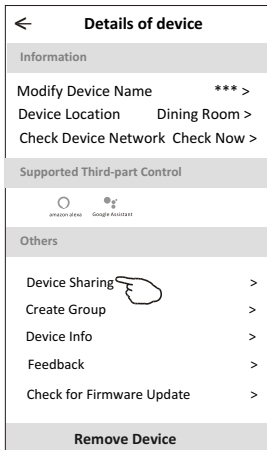 Details of device
Information
Modify Device Name *** >
Device Location Dining Room >
Check Device Network Check Now >
Supported Third-part Control
amazon alexa Google Assistant
Others
Device Sharing >
Create Group >
Device Info >
Feedback >
Check for Firmware Update >
Remove Device